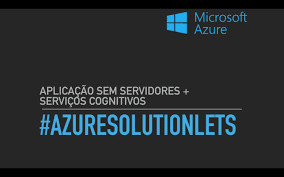 Microsoft
Azure
APLICAÇÃO SEM SERVIDORES +
SERVIÇOS COGNITIVOS
#AZURESOLUTIONLETS